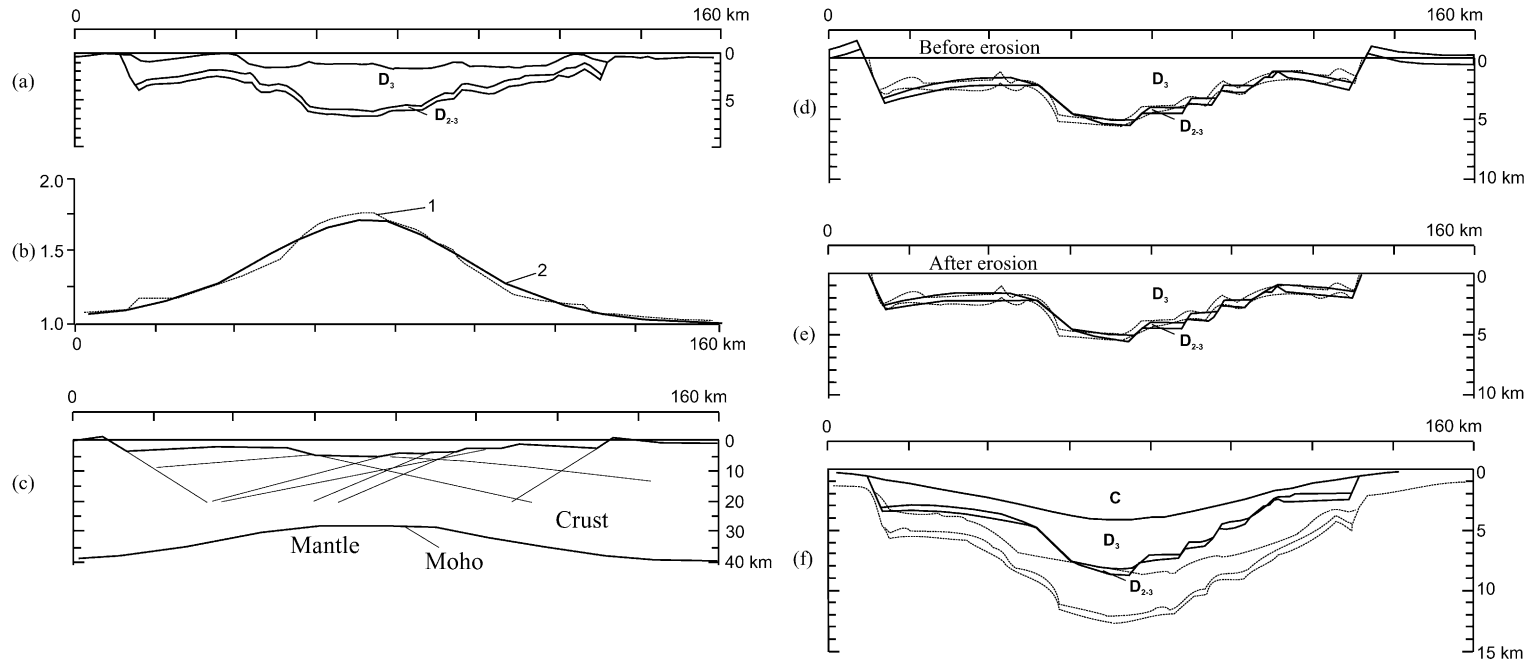 0 160 km
(a)
0
5
D₃
D₂₋₃
2.0
1.5
1.0
(b)
1
2
0 160 km
0 160 km
(c)
0
10
20
30
40 km
Crust
Mantle
Moho
0 160 km
Before erosion
(d)
D₃
D₂₋₃
0
5
10 km
0 160 km
After erosion
(e)
D₃
D₂₋₃
0
5
10 km
0 160 km
(f)
C
D₃
D₂₋₃
0
5
10
15 km